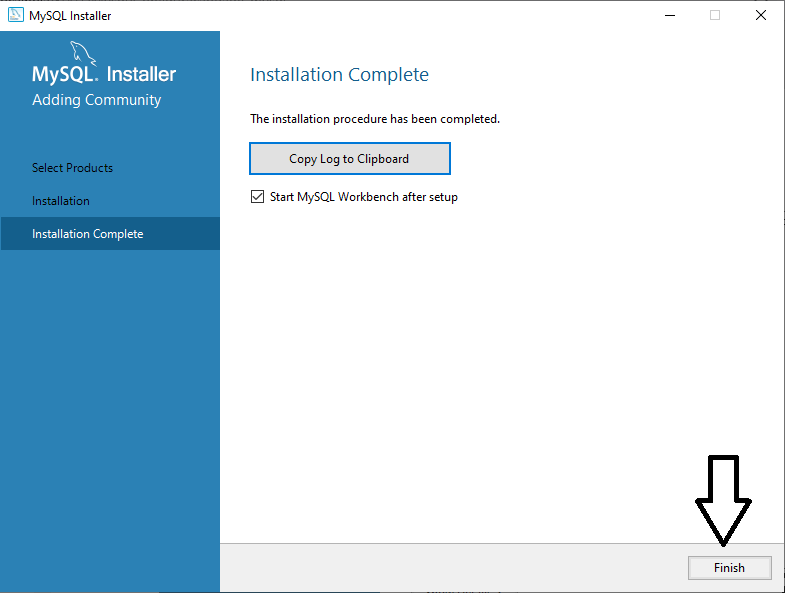 MySQL Installer
MySQL. Installer
Adding Community
Select Products
Installation
Installation Complete
Installation Complete
The installation procedure has been completed.
Copy Log to Clipboard
Start MySQL Workbench after setup
Finish